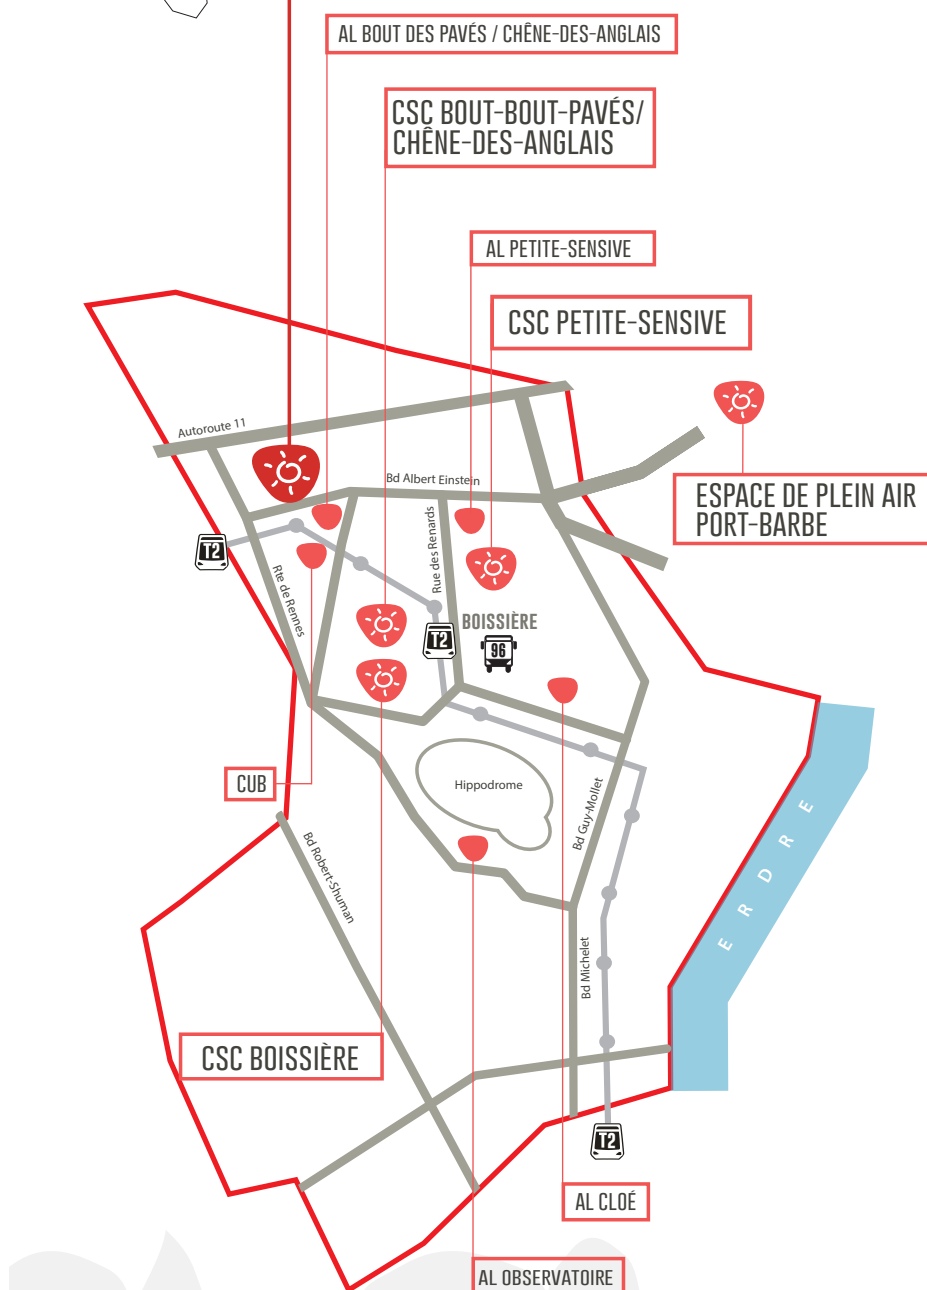 AL BOUT DES PAVÉS / CHÊNE-DES-ANGLAIS
CSC BOUT-BOUT-PAVÉS/
CHÊNE-DES-ANGLAIS
AL PETITE-SENSIVE
CSC PETITE-SENSIVE
Autoroute 11
Bd Albert Einstein
ESPACE DE PLEIN AIR
PORT-BARBE
T2
Rte de Rennes
Rue des Renards
T2
BOISSIÈRE
96
CUB
Hippodrome
Bd Guy-Mollet
Bd Robert-Shuman
ERDRE
Bd Michelet
CSC BOISSIÈRE
T2
AL CLOÉ
AL OBSERVATOIRE